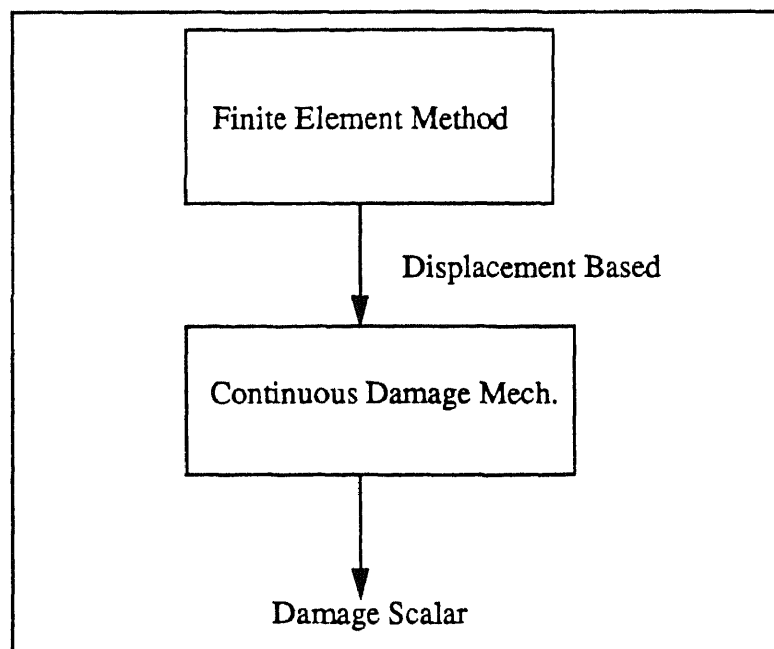 Finite Element Method
Displacement Based
Continuous Damage Mech.
Damage Scalar